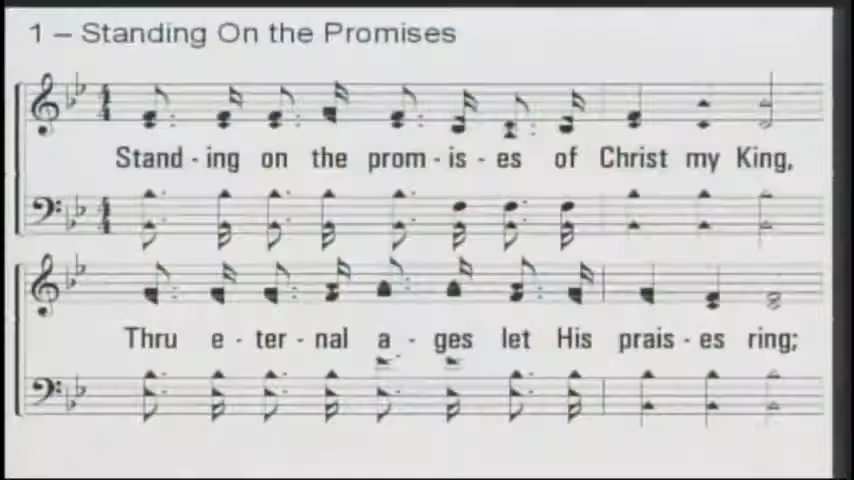 1 – Standing On the Promises
Stand - ing on the prom - is - es of Christ my King,
Thru e - ter - nal a - ges let His prais - es ring;